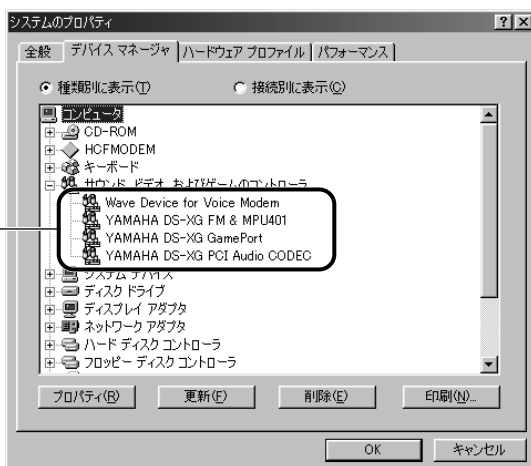 システムのプロパティ
全般
デバイス マネージャ
ハードウェア プロファイル
パフォーマンス
種類別に表示(T)
接続別に表示(C)
コンピュータ
CD-ROM
HCFMODEM
キーボード
サウンド、ビデオ、およびゲームのコントローラ
Wave Device for Voice Modem
YAMAHA DS-XG FM & MPU401
YAMAHA DS-XG GamePort
YAMAHA DS-XG PCI Audio CODEC
システム デバイス
ディスク ドライブ
ディスプレイ アダプタ
ネットワーク アダプタ
ハード ディスク コントローラ
フロッピー ディスク コントローラ
プロパティ(R)
更新(F)
削除(E)
印刷(N)...
OK
キャンセル